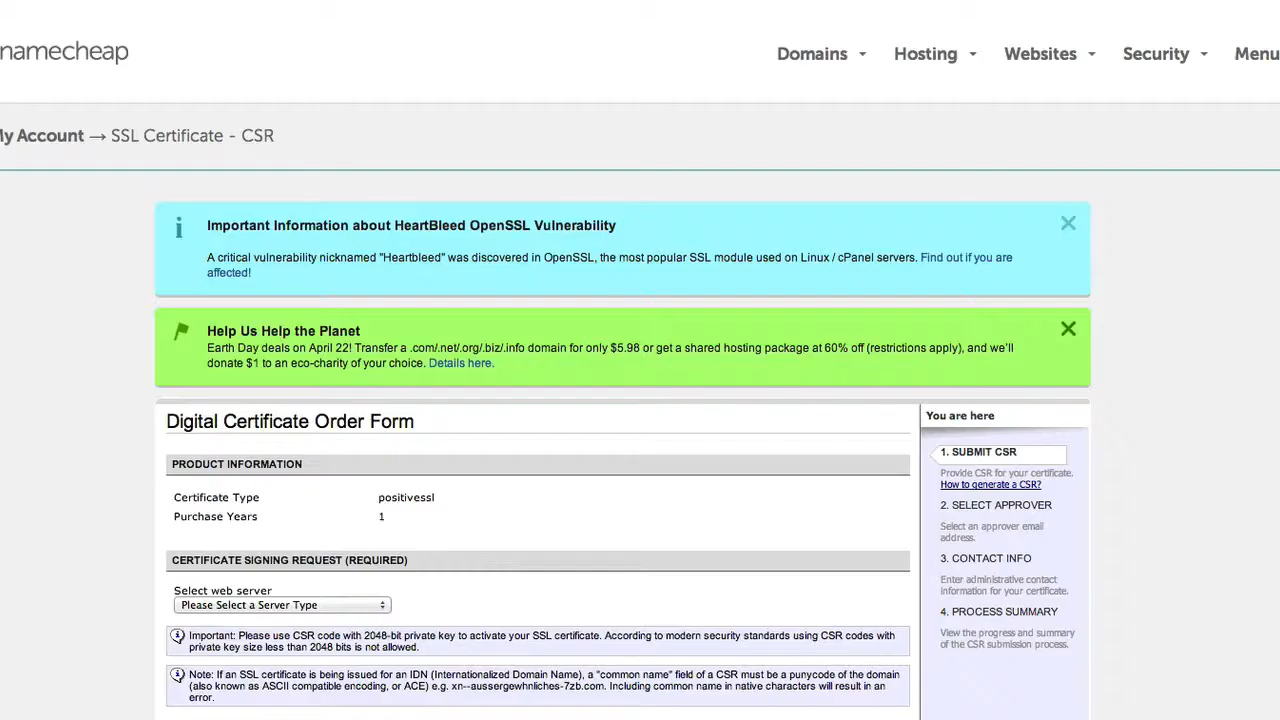 namecheap
Domains
Hosting
Websites
Security
Menu
My Account → SSL Certificate - CSR
Important Information about HeartBleed OpenSSL Vulnerability
A critical vulnerability nicknamed "Heartbleed" was discovered in OpenSSL, the most popular SSL module used on Linux / cPanel servers. Find out if you are
affected!
Help Us Help the Planet
Earth Day deals on April 22! Transfer a .com/.net/.org/.biz/.info domain for only $5.98 or get a shared hosting package at 60% off (restrictions apply), and we'll
donate $1 to an eco-charity of your choice. Details here.
Digital Certificate Order Form
PRODUCT INFORMATION
Certificate Type positivessl
Purchase Years 1
CERTIFICATE SIGNING REQUEST (REQUIRED)
Select web server
Please Select a Server Type
Important: Please use CSR code with 2048-bit private key to activate your SSL certificate. According to modern security standards using CSR codes with
private key size less than 2048 bits is not allowed.
Note: If an SSL certificate is being issued for an IDN (Internationalized Domain Name), a "common name" field of a CSR must be a punycode of the domain
(also known as ASCII compatible encoding, or ACE) e.g. xn--aussergewhnliches-7zb.com. Including common name in native characters will result in an
error.
You are here
1. SUBMIT CSR
Provide CSR for your certificate.
How to generate a CSR?
2. SELECT APPROVER
Select an approver email
address.
3. CONTACT INFO
Enter administrative contact
information for your certificate.
4. PROCESS SUMMARY
View the progress and summary
of the CSR submission process.